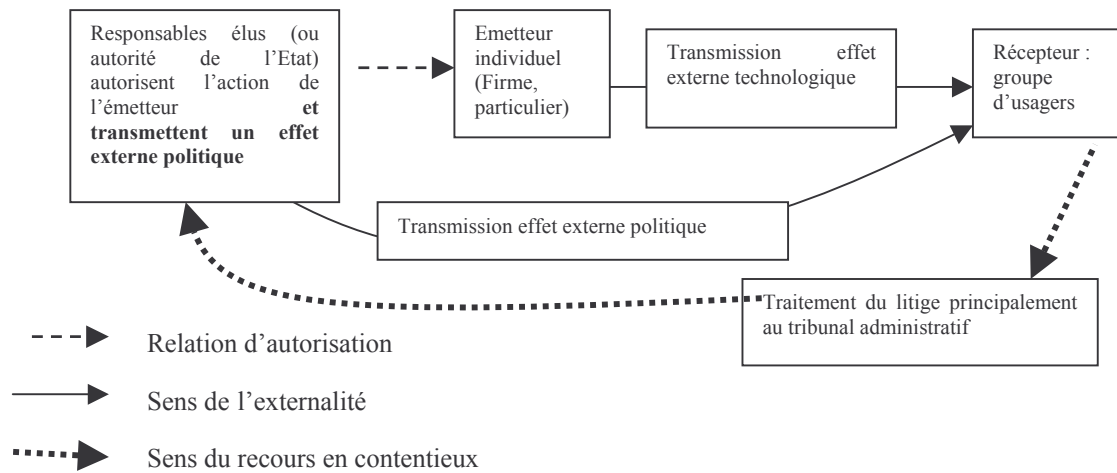 Responsables élus (ou
autorité de l’Etat)
autorisent l’action de
l’émetteur et
transmettent un effet
externe politique
Emetteur
individuel
(Firme,
particulier)
Transmission effet
externe technologique
Récepteur :
groupe
d’usagers
Transmission effet externe politique
Traitement du litige principalement
au tribunal administratif
Relation d’autorisation
Sens de l’externalité
Sens du recours en contentieux